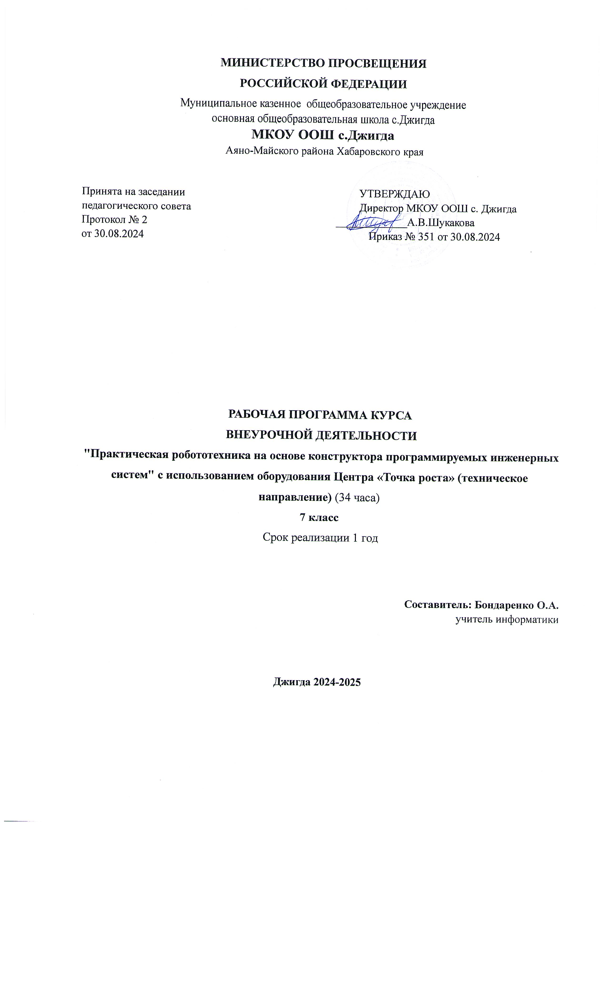 МИНИСТЕРСТВО ПРОСВЕЩЕНИЯ
РОССИЙСКОЙ ФЕДЕРАЦИИ
Муниципальное казенное общеобразовательное учреждение
основная общеобразовательная школа с.Джигда
МКОУ ООШ с.Джигда
Аяно-Майского района Хабаровского края
Принята на заседании
педагогического совета
Протокол № 2
от 30.08.2024
УТВЕРЖДАЮ
Директор МКОУ ООШ с. Джигда
А.В.Шукакова
Приказ № 351 от 30.08.2024
РАБОЧАЯ ПРОГРАММА КУРСА
ВНЕУРОЧНОЙ ДЕЯТЕЛЬНОСТИ
"Практическая робототехника на основе конструктора программируемых инженерных
систем" с использованием оборудования Центра «Точка роста» (техническое
направление) (34 часа)
7 класс
Срок реализации 1 год
Составитель: Бондаренко О.А.
учитель информатики
Джигда 2024-2025